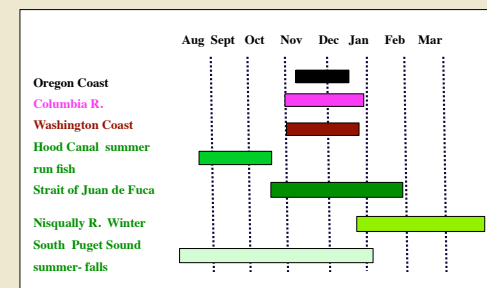 Aug Sept Oct Nov Dec Jan Feb Mar
Oregon Coast
Columbia R.
Washington Coast
Hood Canal summer
run fish
Strait of Juan de Fuca
Nisqually R. Winter
South Puget Sound
summer- falls